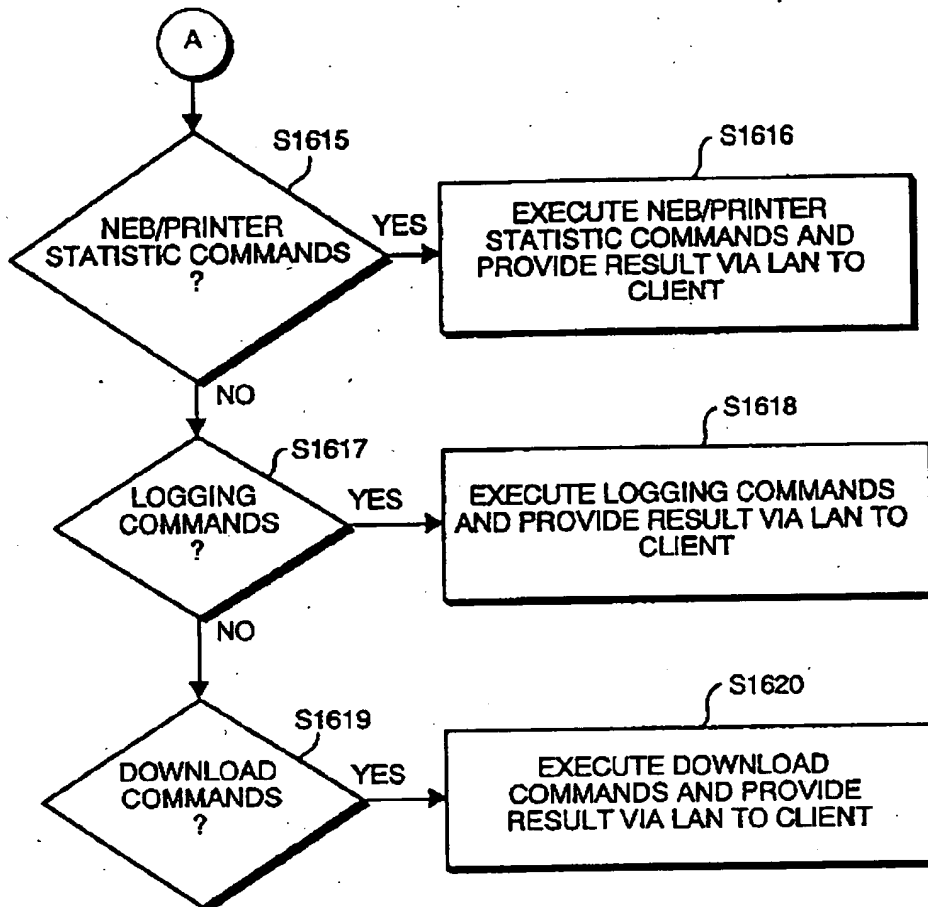 A
S1615
NEB/PRINTER
STATISTIC COMMANDS
?
YES
S1616
EXECUTE NEB/PRINTER
STATISTIC COMMANDS AND
PROVIDE RESULT VIA LAN TO
CLIENT
NO
S1617
LOGGING
COMMANDS
?
YES
S1618
EXECUTE LOGGING COMMANDS
AND PROVIDE RESULT VIA LAN TO
CLIENT
NO
S1619
DOWNLOAD
COMMANDS
?
YES
S1620
EXECUTE DOWNLOAD
COMMANDS AND PROVIDE
RESULT VIA LAN TO CLIENT